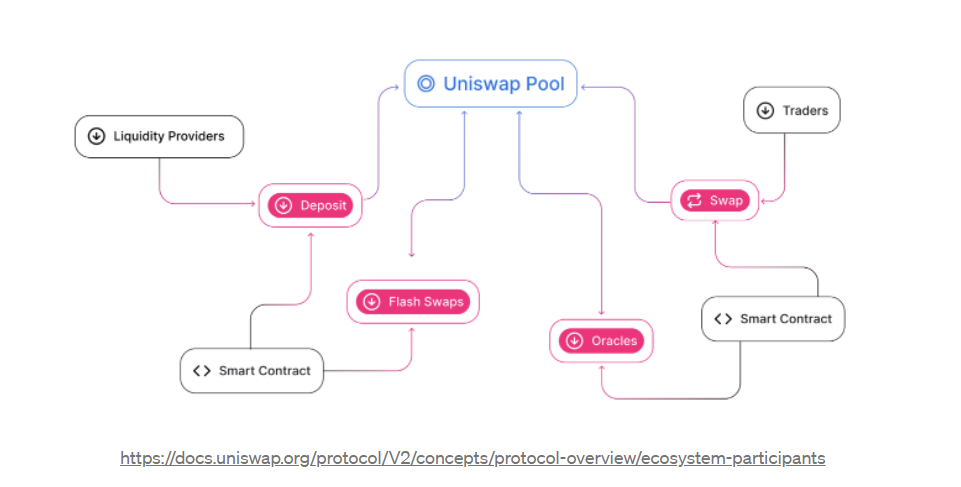 Uniswap Pool
Liquidity Providers
Traders
Deposit
Swap
Flash Swaps
Smart Contract
Oracles
Smart Contract
https://docs.uniswap.org/protocol/V2/concepts/protocol-overview/ecosystem-participants